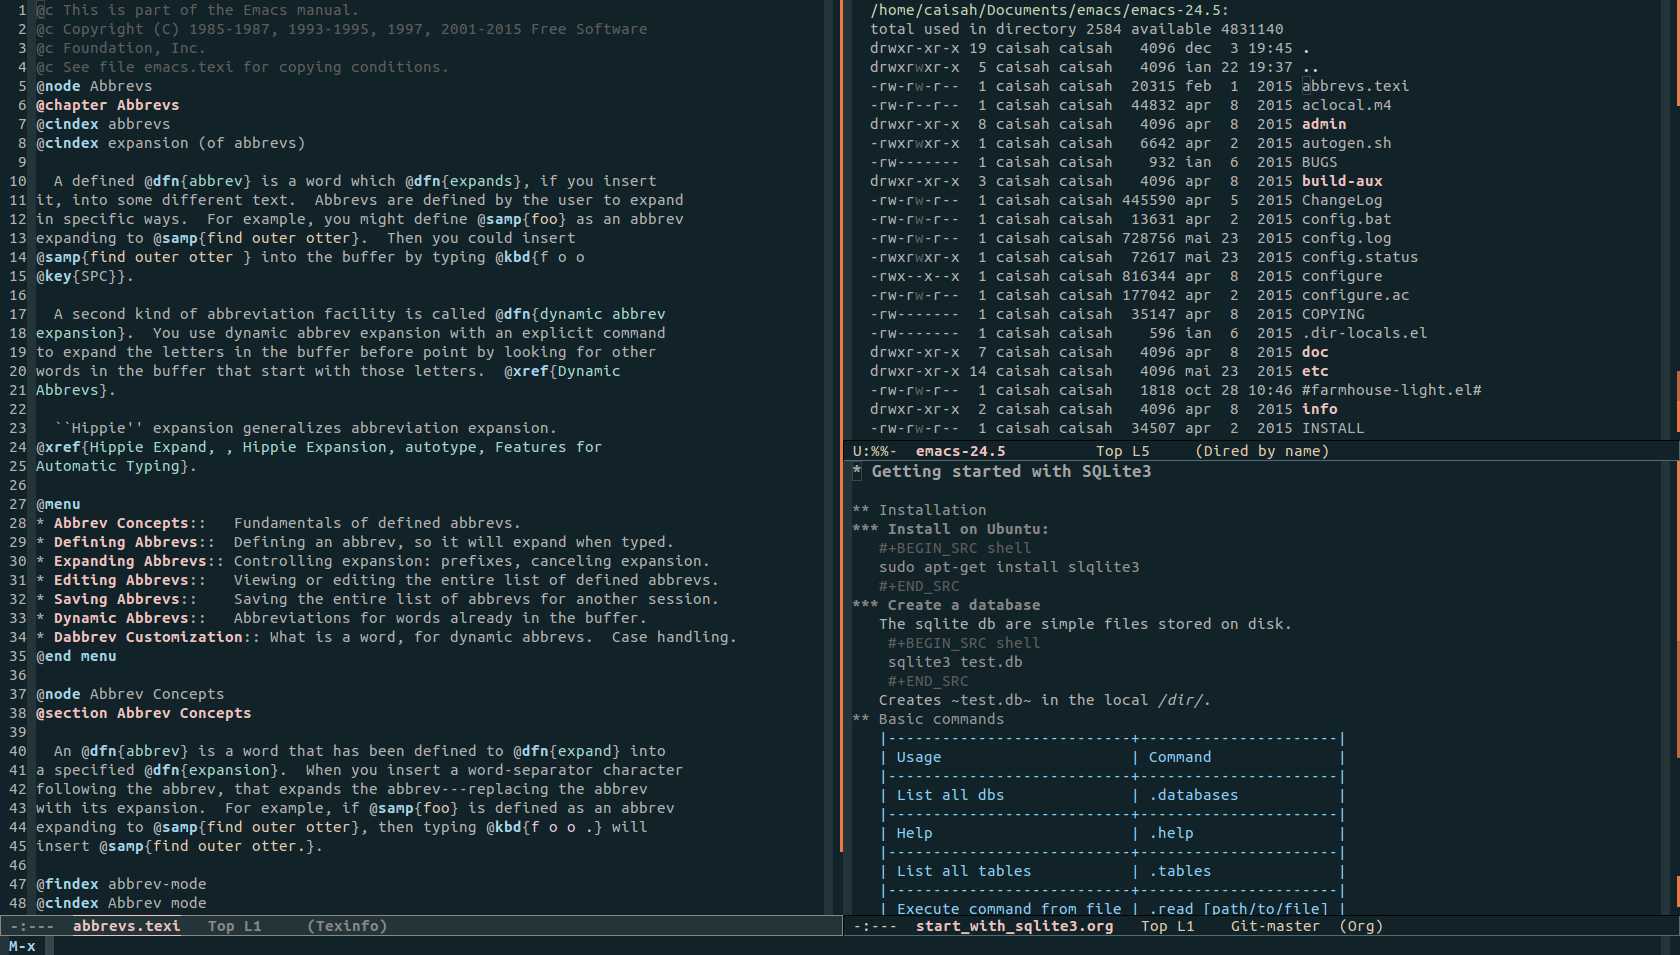 1 @c This is part of the Emacs manual.
2 @c Copyright (C) 1985-1987, 1993-1995, 1997, 2001-2015 Free Software
3 @c Foundation, Inc.
4 @c See file emacs.texi for copying conditions.
5 @node Abbrevs
6 @chapter Abbrevs
7 @cindex abbrevs
8 @cindex expansion (of abbrevs)
9
10   A defined @dfn{abbrev} is a word which @dfn{expands}, if you insert
11 it, into some different text.  Abbrevs are defined by the user to expand
12 in specific ways.  For example, you might define @samp{foo} as an abbrev
13 expanding to @samp{find outer otter}.  Then you could insert
14 @samp{find outer otter } into the buffer by typing @kbd{f o o
15 @key{SPC}}.
16
17   A second kind of abbreviation facility is called @dfn{dynamic abbrev
18 expansion}.  You use dynamic abbrev expansion with an explicit command
19 to expand the letters in the buffer before point by looking for other
20 words in the buffer that start with those letters.  @xref{Dynamic
21 Abbrevs}.
22
23   ``Hippie'' expansion generalizes abbreviation expansion.
24 @xref{Hippie Expand, , Hippie Expansion, autotype, Features for
25 Automatic Typing}.
26
27 @menu
28 * Abbrev Concepts::   Fundamentals of defined abbrevs.
29 * Defining Abbrevs::  Defining an abbrev, so it will expand when typed.
30 * Expanding Abbrevs:: Controlling expansion: prefixes, canceling expansion.
31 * Editing Abbrevs::   Viewing or editing the entire list of defined abbrevs.
32 * Saving Abbrevs::    Saving the entire list of abbrevs for another session.
33 * Dynamic Abbrevs::   Abbreviations for words already in the buffer.
34 * Dabbrev Customization:: What is a word, for dynamic abbrevs.  Case handling.
35 @end menu
36
37 @node Abbrev Concepts
38 @section Abbrev Concepts
39
40   An @dfn{abbrev} is a word that has been defined to @dfn{expand} into
41 a specified @dfn{expansion}.  When you insert a word-separator character
42 following the abbrev, that expands the abbrev---replacing the abbrev
43 with its expansion.  For example, if @samp{foo} is defined as an abbrev
44 expanding to @samp{find outer otter}, then typing @kbd{f o o .} will
45 insert @samp{find outer otter.}.
46
47 @findex abbrev-mode
48 @cindex Abbrev mode
-:---  abbrevs.texi   Top L1     (Texinfo)
M-x
/home/caisah/Documents/emacs/emacs-24.5:
total used in directory 2584 available 4831140
drwxr-xr-x 19 caisah caisah   4096 dec  3 19:45 .
drwxrwxr-x  5 caisah caisah   4096 ian 22 19:37 ..
-rw-rw-r--  1 caisah caisah  20315 feb  1  2015 abbrevs.texi
-rw-r--r--  1 caisah caisah  44832 apr  8  2015 aclocal.m4
drwxr-xr-x  8 caisah caisah   4096 apr  8  2015 admin
-rwxrwxr-x  1 caisah caisah   6642 apr  2  2015 autogen.sh
-rw-------  1 caisah caisah    932 ian  6  2015 BUGS
drwxr-xr-x  3 caisah caisah   4096 apr  8  2015 build-aux
-rw-rw-r--  1 caisah caisah 445590 apr  5  2015 ChangeLog
-rw-rw-r--  1 caisah caisah  13631 apr  2  2015 config.bat
-rw-rw-r--  1 caisah caisah 728756 mai 23  2015 config.log
-rwxrwxr-x  1 caisah caisah  72617 mai 23  2015 config.status
-rwx--x--x  1 caisah caisah 816344 apr  8  2015 configure
-rw-rw-r--  1 caisah caisah 177042 apr  2  2015 configure.ac
-rw-------  1 caisah caisah  35147 apr  8  2015 COPYING
-rw-------  1 caisah caisah    596 ian  6  2015 .dir-locals.el
drwxr-xr-x  7 caisah caisah   4096 apr  8  2015 doc
drwxr-xr-x 14 caisah caisah   4096 mai 23  2015 etc
-rw-rw-r--  1 caisah caisah   1818 oct 28 10:46 #farmhouse-light.el#
drwxr-xr-x  2 caisah caisah   4096 apr  8  2015 info
-rw-rw-r--  1 caisah caisah  34507 apr  2  2015 INSTALL
U:%%-  emacs-24.5          Top L5     (Dired by name)
* Getting started with SQLite3

** Installation
*** Install on Ubuntu:
   #+BEGIN_SRC shell
   sudo apt-get install slqlite3
   #+END_SRC
*** Create a database
   The sqlite db are simple files stored on disk.
    #+BEGIN_SRC shell
    sqlite3 test.db
    #+END_SRC
   Creates ~test.db~ in the local /dir/.
** Basic commands
   |---------------------------+----------------------|
   | Usage                     | Command              |
   |---------------------------+----------------------|
   | List all dbs              | .databases           |
   |---------------------------+----------------------|
   | Help                      | .help                |
   |---------------------------+----------------------|
   | List all tables           | .tables              |
   |---------------------------+----------------------|
   | Execute command from file | .read [path/to/file] |
-:---  start_with_sqlite3.org   Top L1    Git-master  (Org)